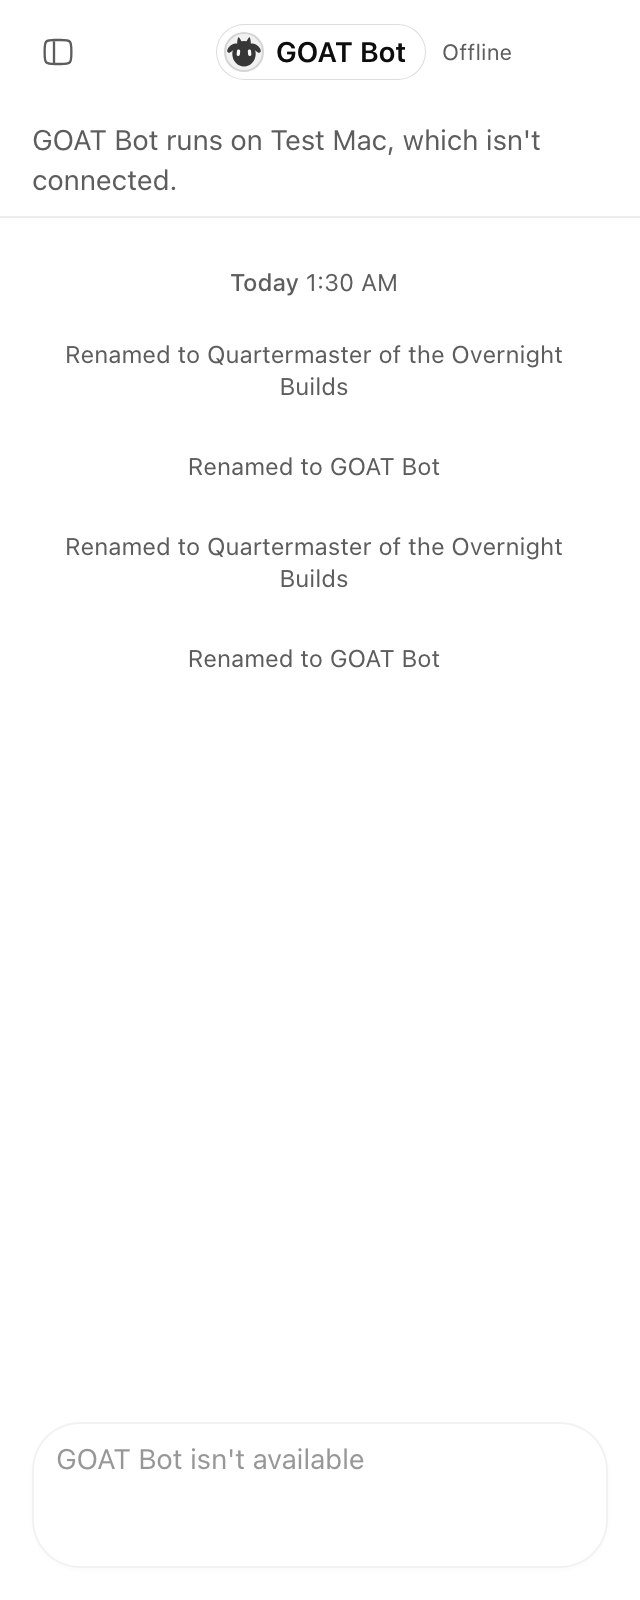 GOAT Bot
Offline
GOAT Bot runs on Test Mac, which isn't
connected.
Today 1:30 AM
Renamed to Quartermaster of the Overnight
Builds
Renamed to GOAT Bot
Renamed to Quartermaster of the Overnight
Builds
Renamed to GOAT Bot
GOAT Bot isn't available